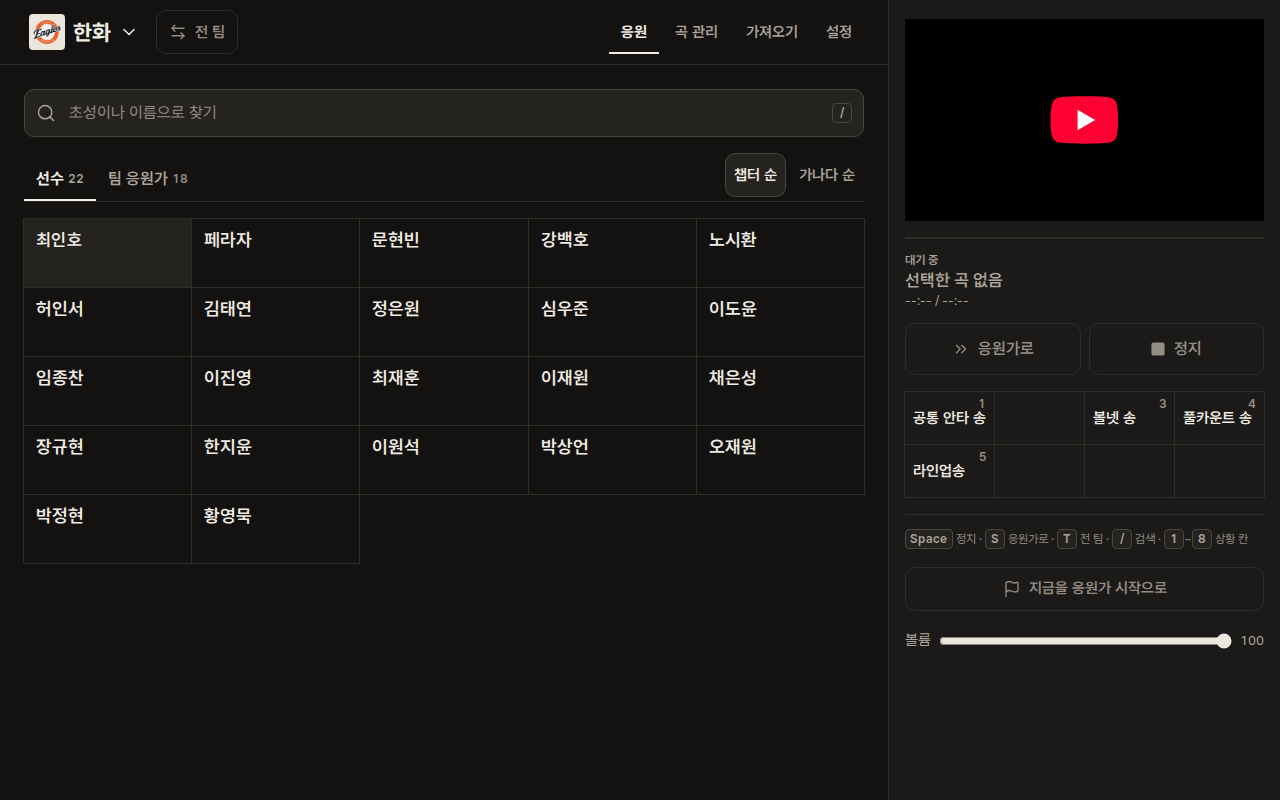 Eagles 한화 전 팀 응원 곡 관리 가져오기 설정
초성이나 이름으로 찾기 /
선수 22 팀 응원가 18 챕터 순 가나다 순
최인호 페라자 문현빈 강백호 노시환
허인서 김태연 정은원 심우준 이도윤
임종찬 이진영 최재훈 이재원 채은성
장규현 한지윤 이원석 박상언 오재원
박정현 황영묵
대기 중
선택한 곡 없음
--:-- / --:--
응원가로 정지
공통 안타 송 1 볼넷 송 3 풀카운트 송 4
라인업송 5
Space 정지 · S 응원가로 · T 전 팀 · / 검색 · 1 ~ 8 상황 칸
지금을 응원가 시작으로
볼륨 100